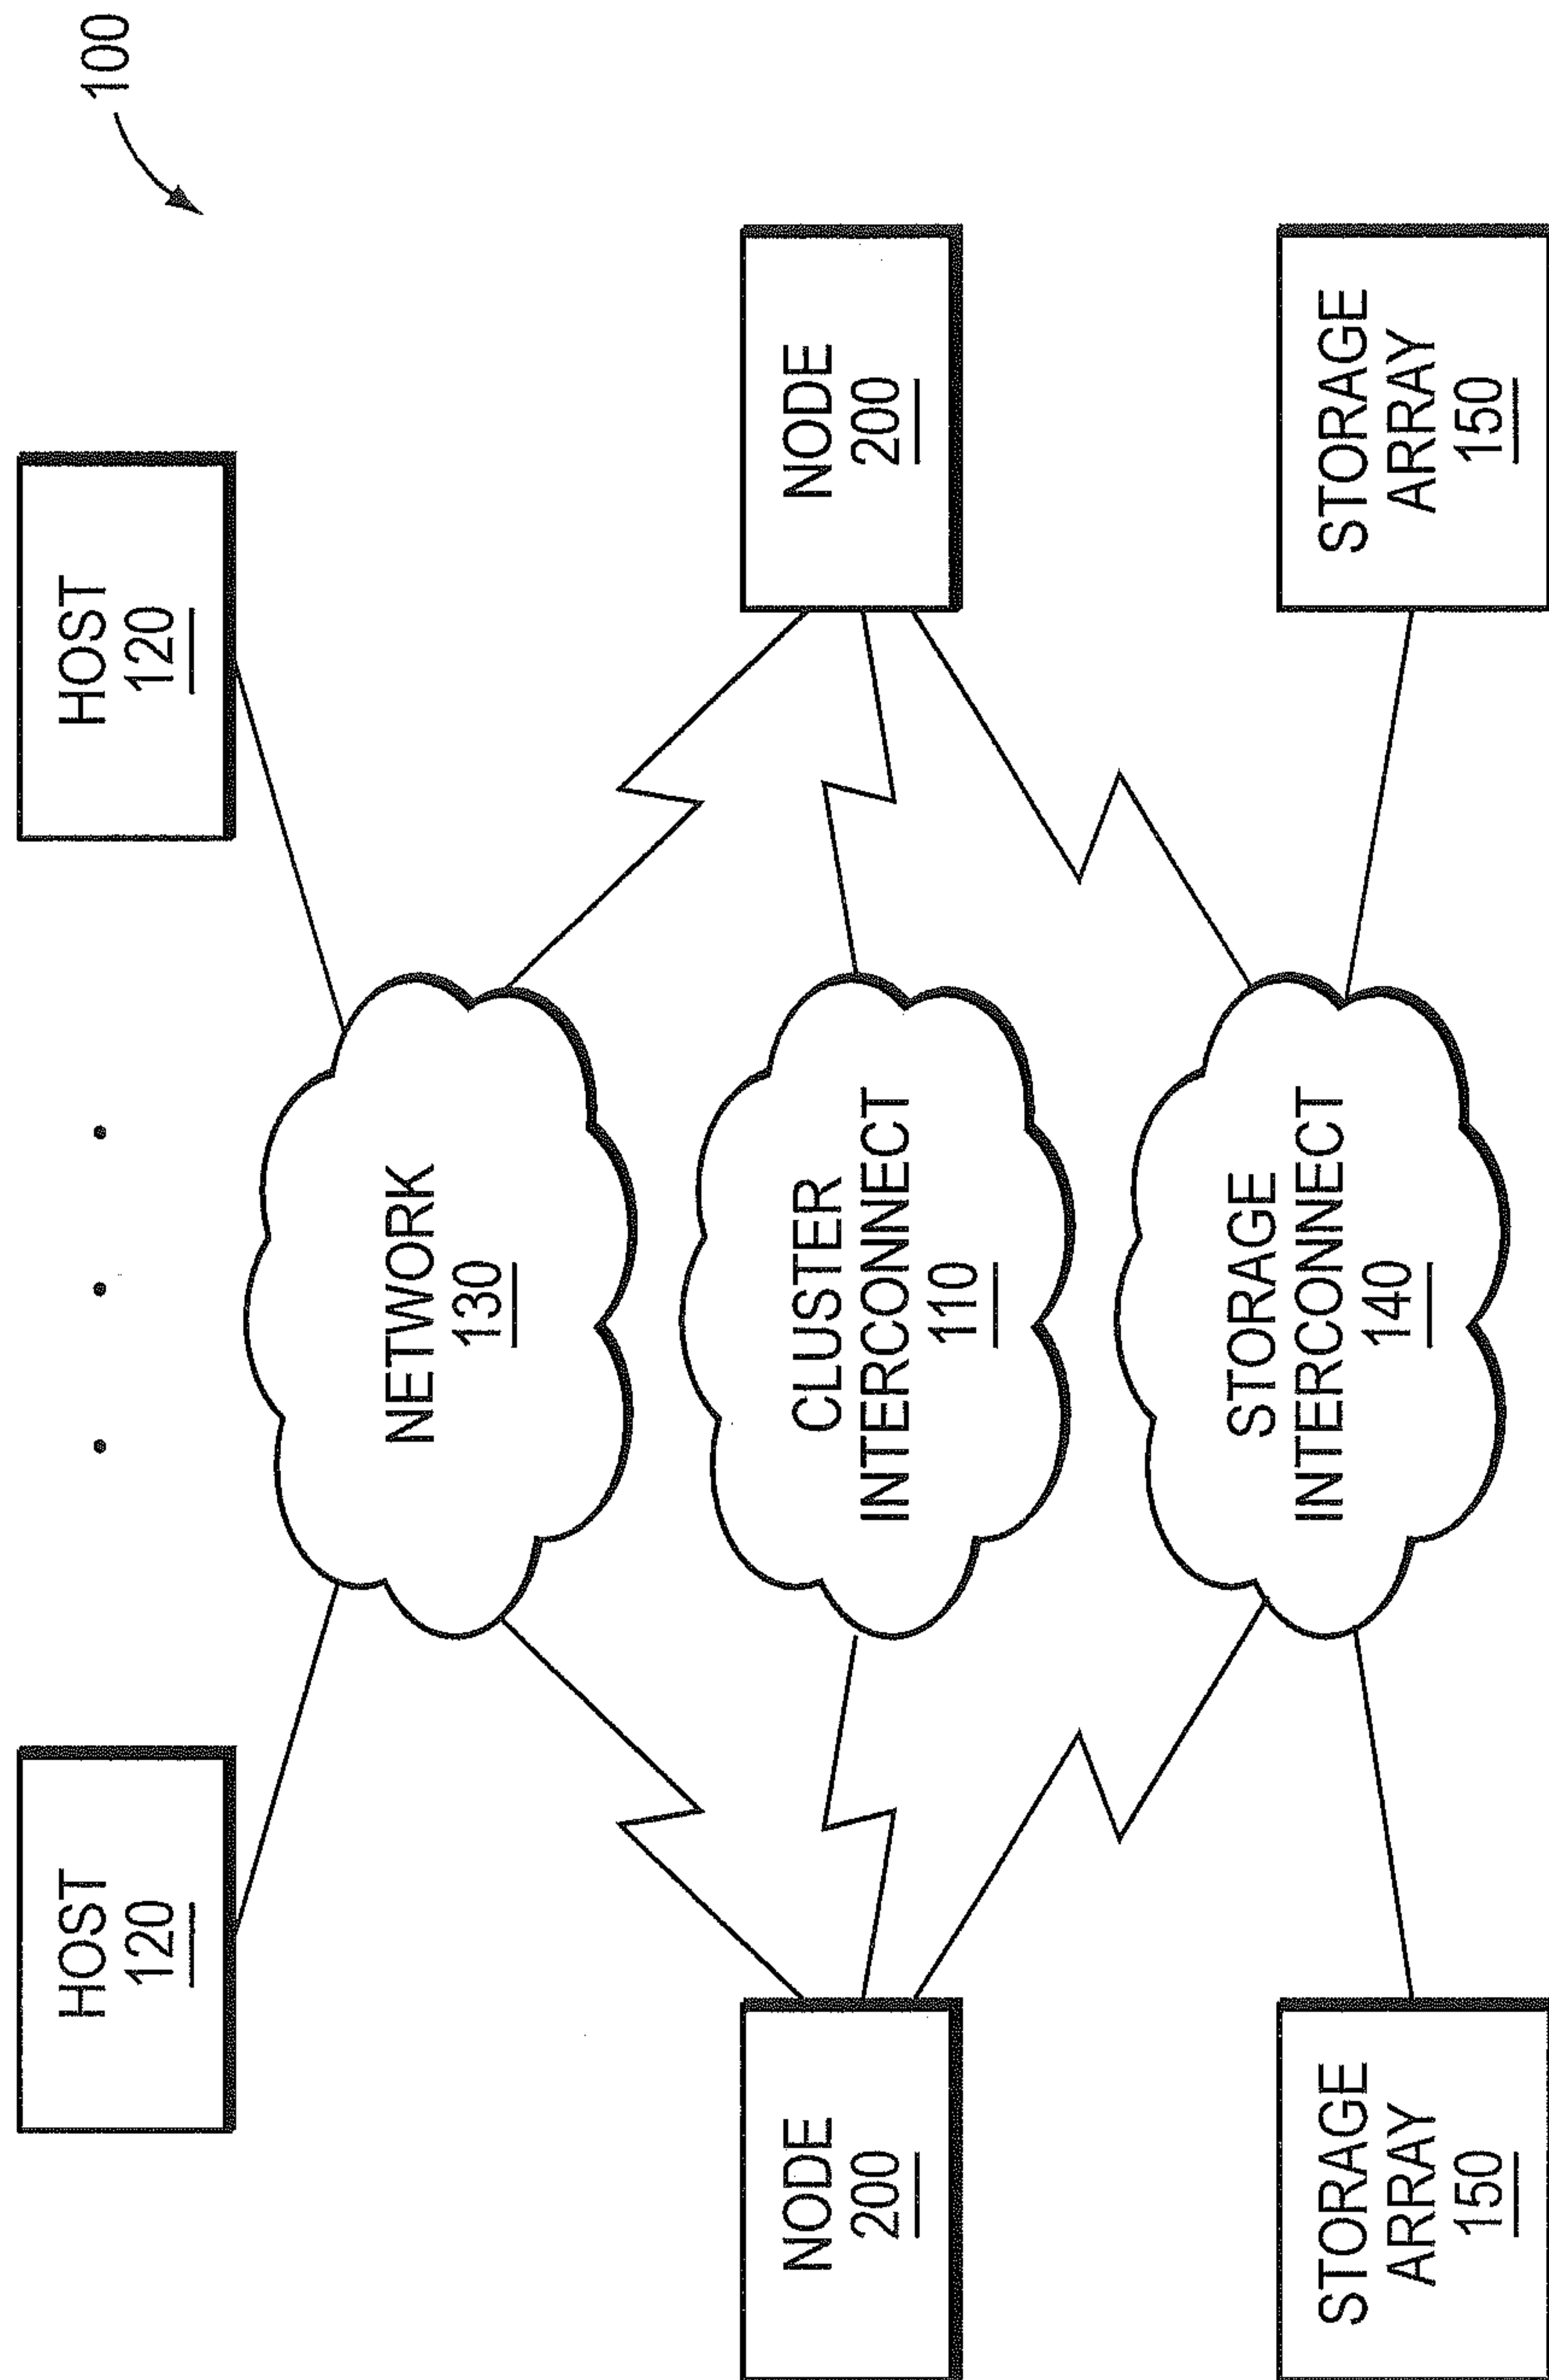 HOST
120
HOST
120
100
NETWORK
130
NODE
200
CLUSTER
INTERCONNECT
110
NODE
200
STORAGE
ARRAY
150
STORAGE
INTERCONNECT
140
STORAGE
ARRAY
150